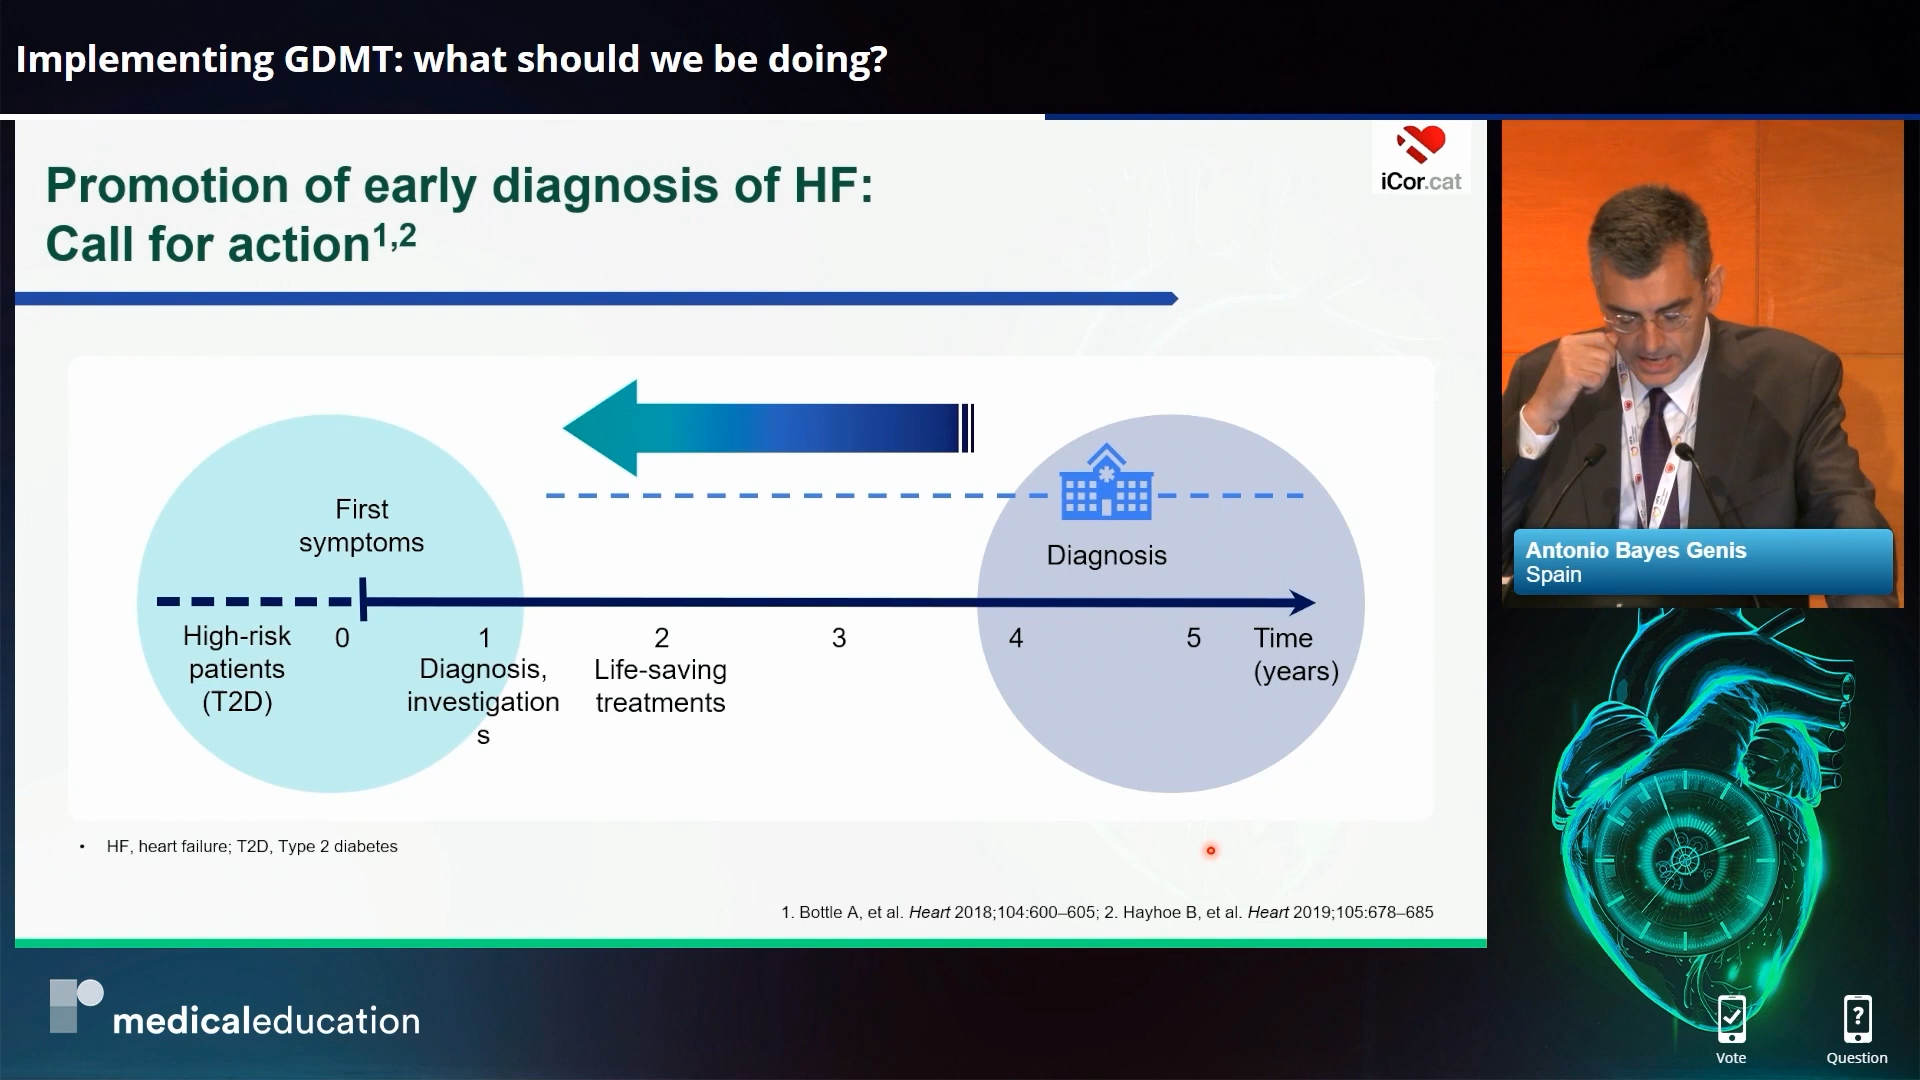 Implementing GDMT: what should we be doing?
Promotion of early diagnosis of HF:
Call for action1,2
iCor.cat
First
symptoms
Diagnosis
High-risk
patients
(T2D)
0
1
Diagnosis,
investigation
s
2
Life-saving
treatments
3
4
5
Time
(years)
• HF, heart failure; T2D, Type 2 diabetes
1. Bottle A, et al. Heart 2018;104:600–605; 2. Hayhoe B, et al. Heart 2019;105:678–685
Antonio Bayes Genis
Spain
medicaleducation
Vote
?
Question